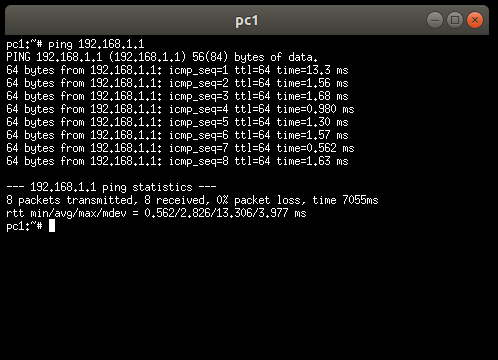 pc1
pc1:~# ping 192.168.1.1
PING 192.168.1.1 (192.168.1.1) 56(84) bytes of data.
64 bytes from 192.168.1.1: icmp_seq=1 ttl=64 time=13.3 ms
64 bytes from 192.168.1.1: icmp_seq=2 ttl=64 time=1.56 ms
64 bytes from 192.168.1.1: icmp_seq=3 ttl=64 time=1.68 ms
64 bytes from 192.168.1.1: icmp_seq=4 ttl=64 time=0.980 ms
64 bytes from 192.168.1.1: icmp_seq=5 ttl=64 time=1.30 ms
64 bytes from 192.168.1.1: icmp_seq=6 ttl=64 time=1.57 ms
64 bytes from 192.168.1.1: icmp_seq=7 ttl=64 time=0.562 ms
64 bytes from 192.168.1.1: icmp_seq=8 ttl=64 time=1.63 ms
--- 192.168.1.1 ping statistics ---
8 packets transmitted, 8 received, 0% packet loss, time 7055ms
rtt min/avg/max/mdev = 0.562/2.826/13.306/3.977 ms
pc1:~#